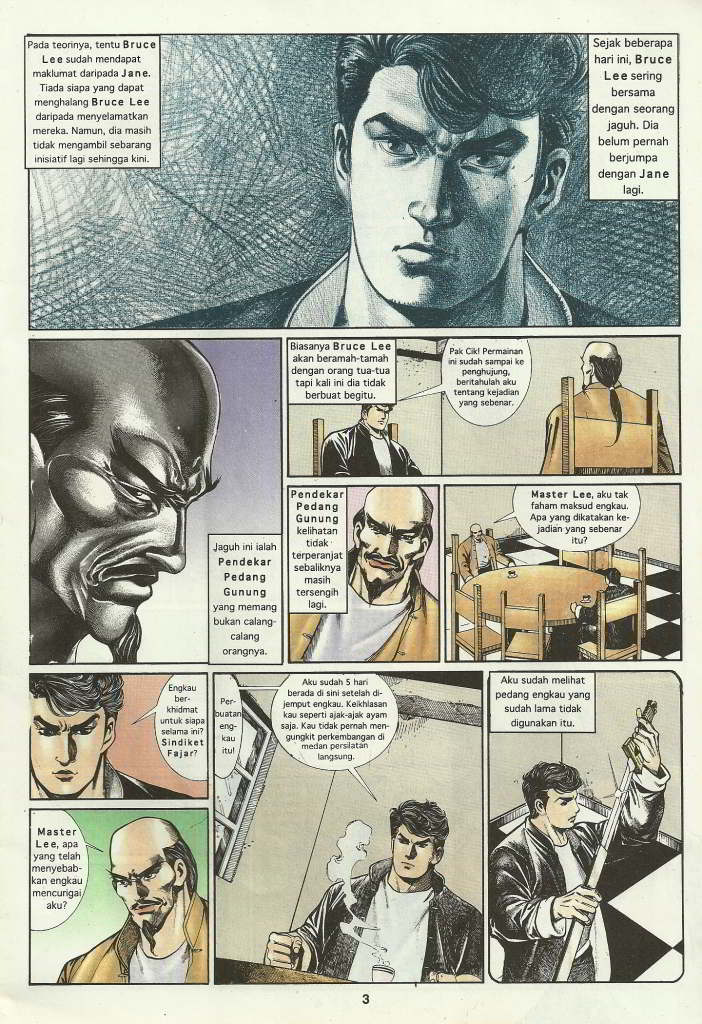 Pada teorinya, tentu Bruce
Lee sudah mendapat
maklumat daripada Jane.
Tiada siapa yang dapat
menghalang Bruce Lee
daripada menyelamatkan
mereka. Namun, dia masih
tidak mengambil sebarang
inisiatif lagi sehingga kini.
Sejak beberapa
hari ini, Bruce
Lee sering
bersama
dengan seorang
jaguh. Dia
belum pernah
berjumpa
dengan Jane
lagi.
Jaguh ini ialah
Pendekar
Pedang
Gunung
yang memang
bukan calang-
calang
orangnya.
Biasanya Bruce Lee
akan beramah-tamah
dengan orang tua-tua
tapi kali ini dia tidak
berbuat begitu.
Pak Cik! Permainan
ini sudah sampai ke
penghujung,
beritahulah aku
tentang kejadian
yang sebenar.
Pendekar
Pedang
Gunung
kelihatan
tidak
terperanjat
sebaliknya
masih
tersengih
lagi.
Master Lee, aku tak
faham maksud engkau.
Apa yang dikatakan ke-
jadian yang sebenar
itu?
Engkau
ber-
khidmat
untuk siapa
selama ini?
Sindiket
Fajar?
Master
Lee, apa
yang telah
menyebab-
kan engkau
mencurigai
aku?
Per-
buatan
eng-
kau
itu!
Aku sudah 5 hari
berada di sini setelah di-
jemput engkau. Keikhlasan
kau seperti ajak-ajak ayam
saja. Kau tidak pernah men-
gungkit perkembangan di
medan persilatan
langsung.
Aku sudah melihat
pedang engkau yang
sudah lama tidak
digunakan itu.
3